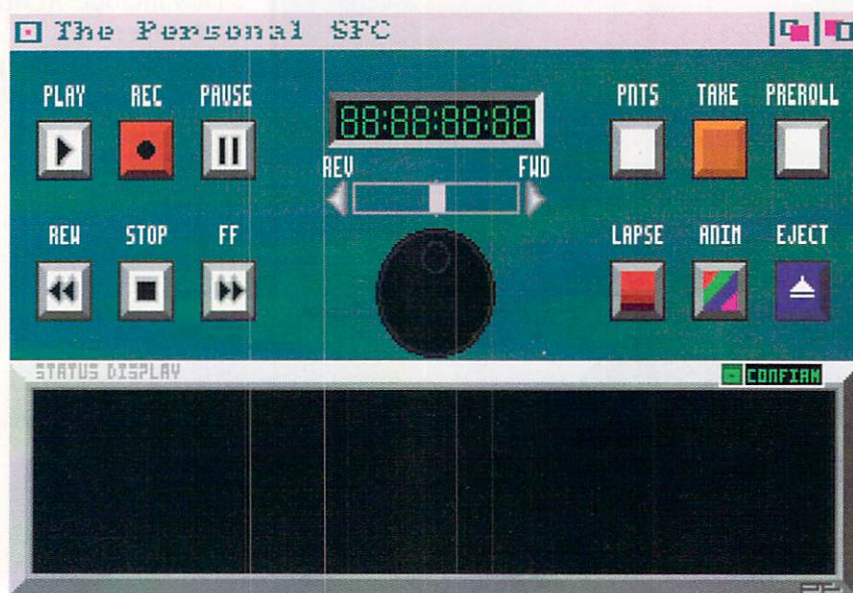 The Personal SFC
PLAY REC PAUSE
88:88:88:88
PNTS TAKE PREROLL
REV FWD
REW STOP FF
LAPSE ANIM EJECT
STATUS DISPLAY
CONFIRM